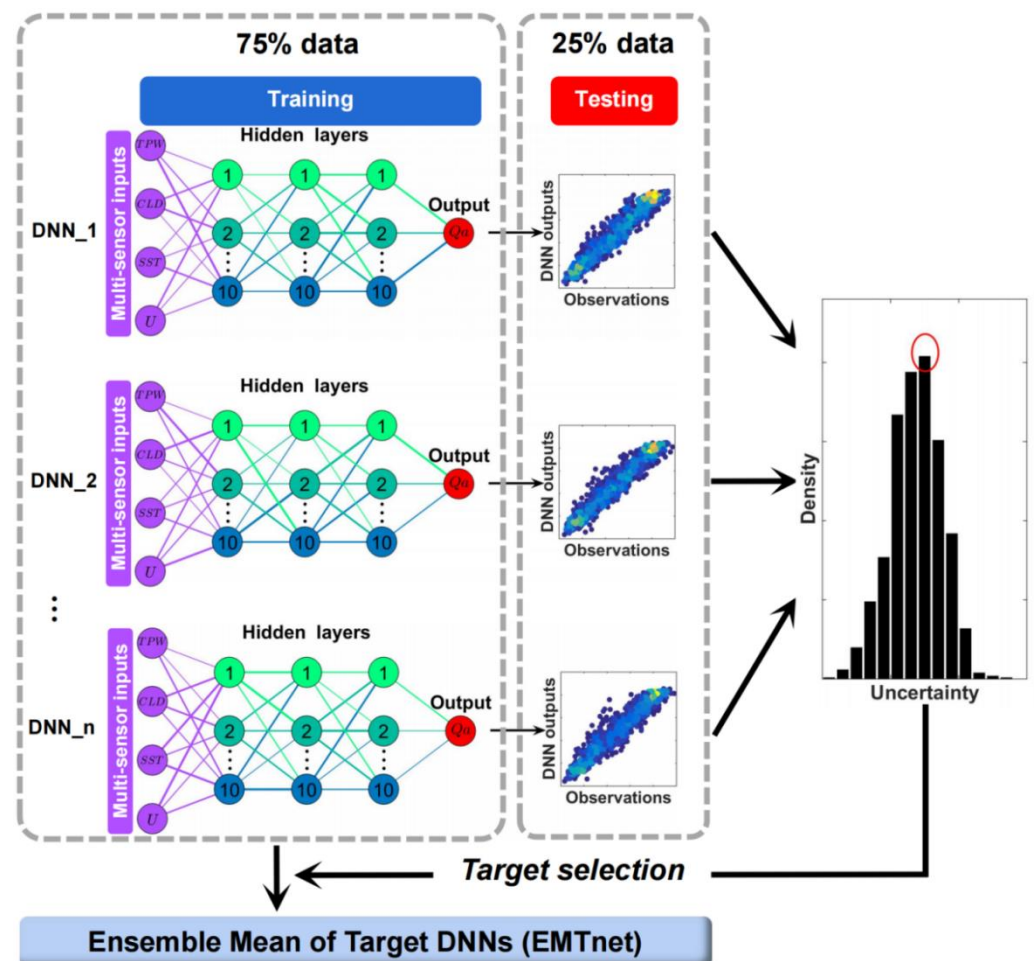 75% data
25% data
Training
Testing
DNN_1
Multi-sensor inputs
TPW
CLD
SST
U
Hidden layers
1
1
1
2
2
2
10
10
10
Output
Qa
DNN outputs
Observations
DNN_2
Multi-sensor inputs
TPW
CLD
SST
U
Hidden layers
1
1
1
2
2
2
10
10
10
Output
Qa
DNN outputs
Observations
DNN_n
Multi-sensor inputs
TPW
CLD
SST
U
Hidden layers
1
1
1
2
2
2
10
10
10
Output
Qa
DNN outputs
Observations
Density
Uncertainty
Target selection
Ensemble Mean of Target DNNs (EMTnet)